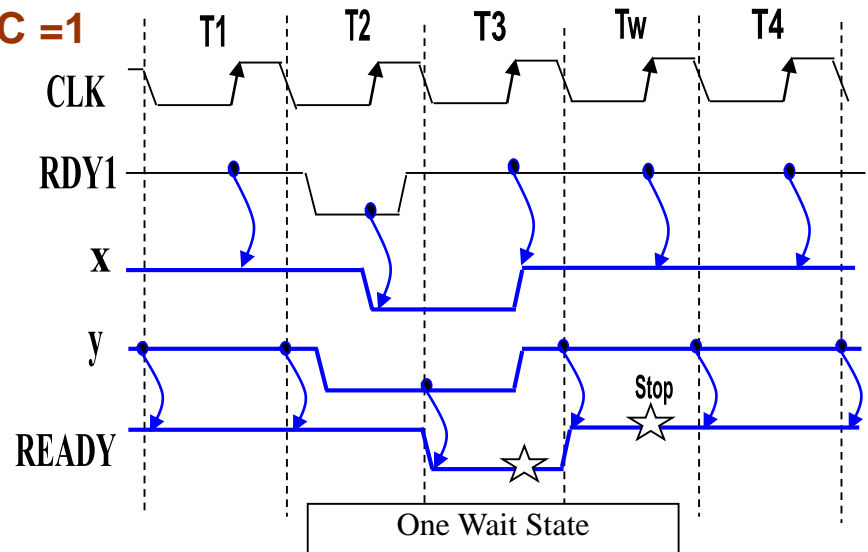 C =1
T1 T2 T3 Tw T4
CLK
RDY1
x
y
Stop
READY
One Wait State